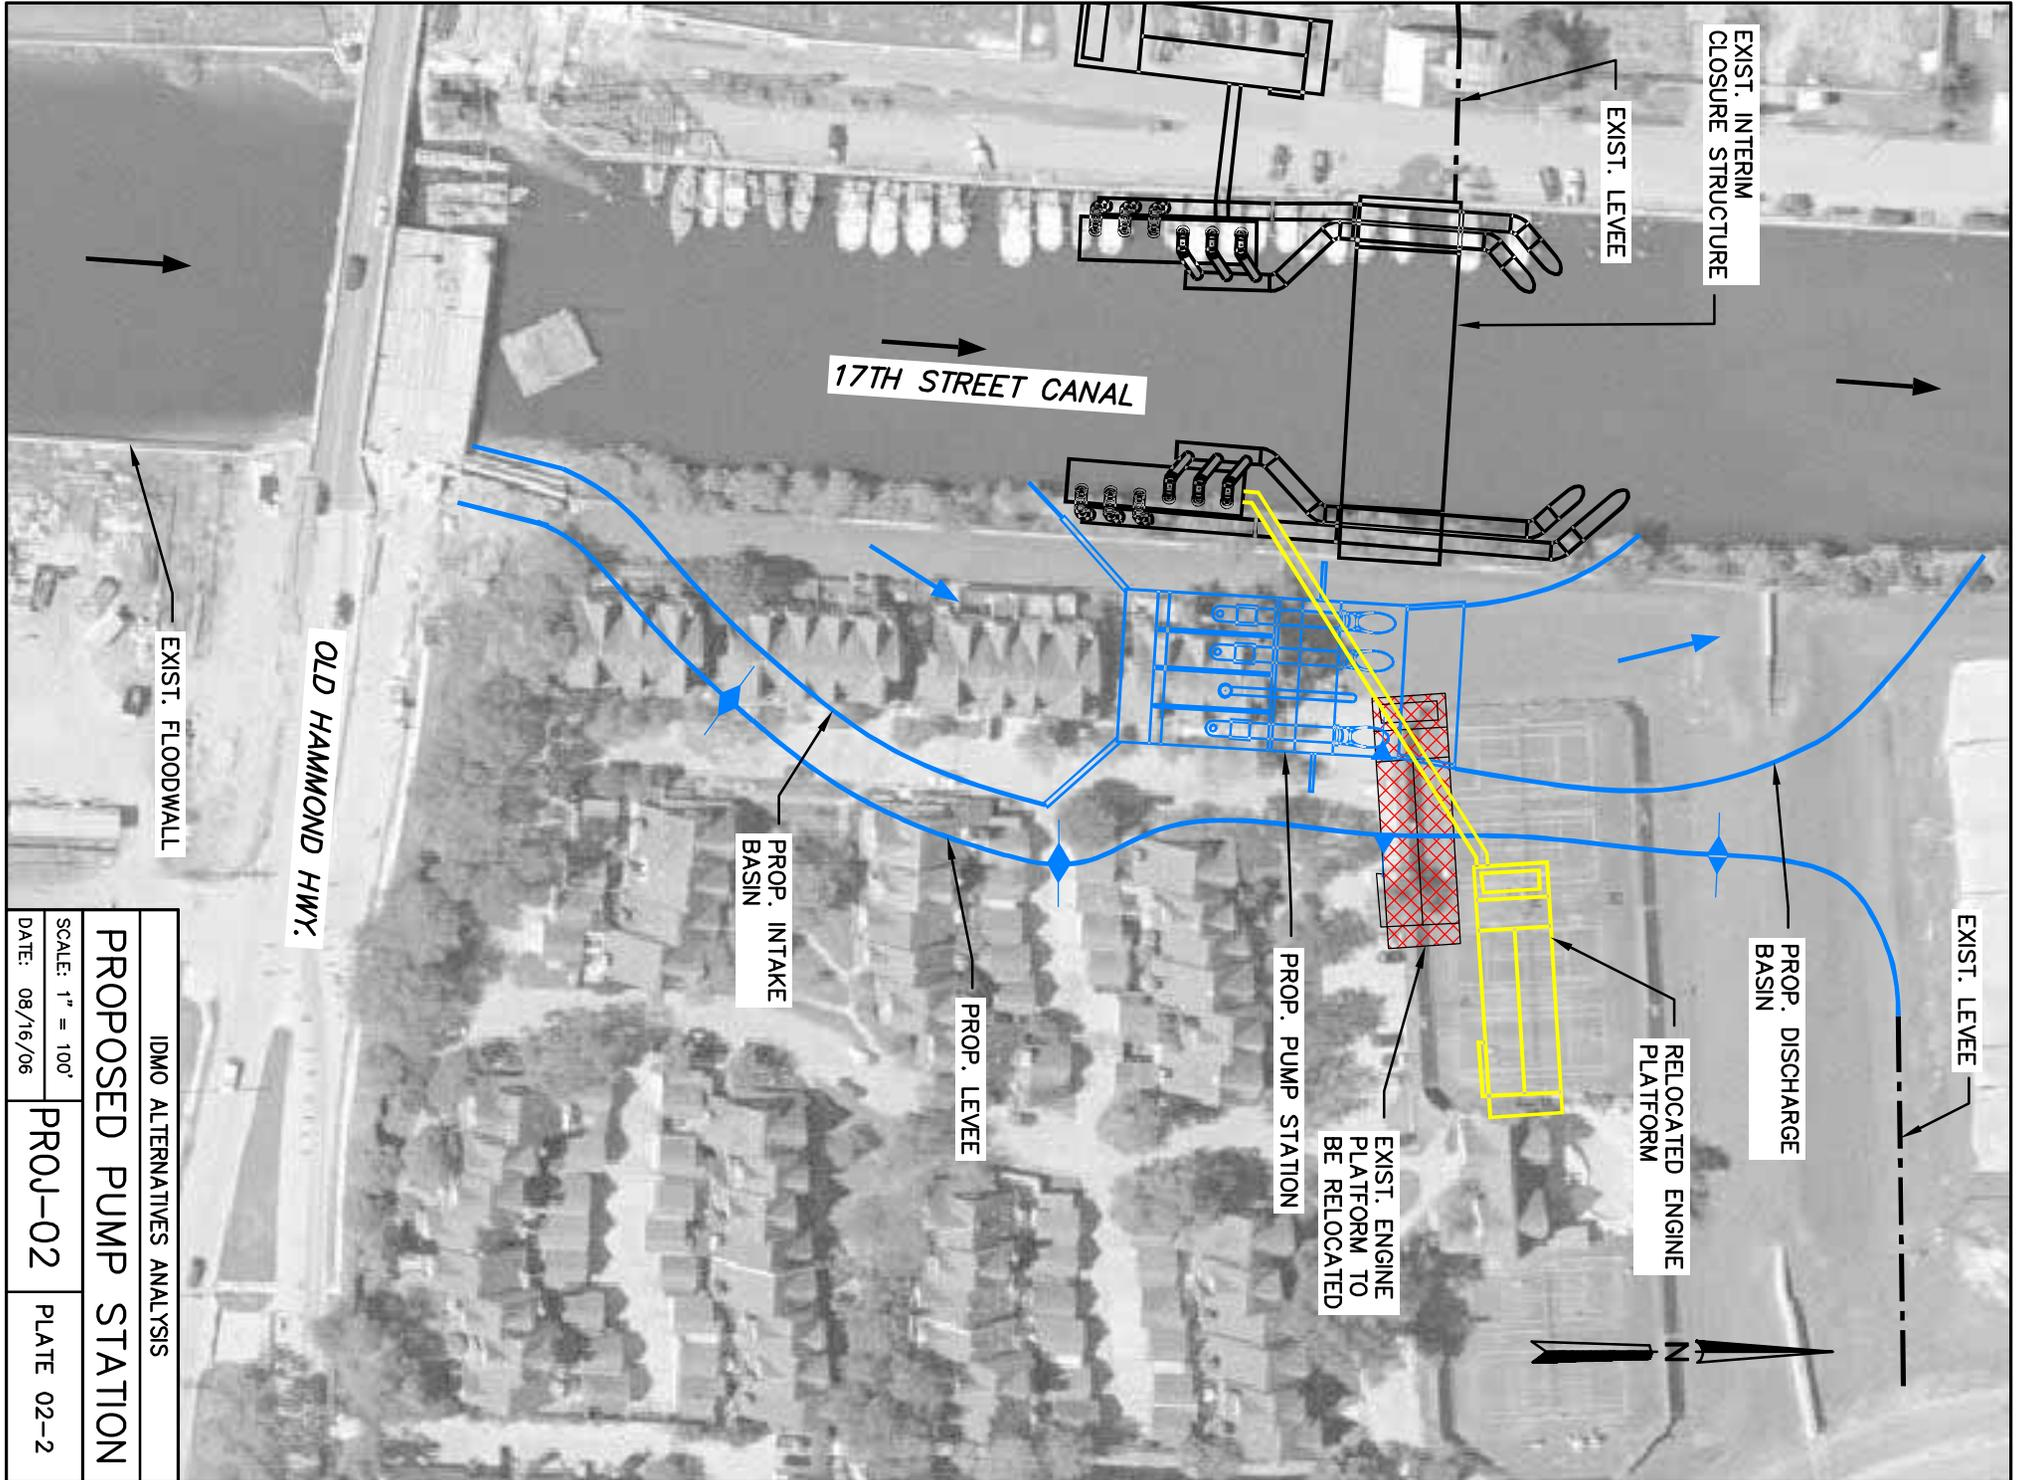 EXIST. INTERIM
CLOSURE STRUCTURE
EXIST. LEVEE
17TH STREET CANAL
EXIST. LEVEE
PROP. DISCHARGE
BASIN
RELOCATED ENGINE
PLATFORM
EXIST. ENGINE
PLATFORM TO
BE RELOCATED
PROP. PUMP STATION
PROP. LEVEE
PROP. INTAKE
BASIN
OLD HAMMOND HWY.
EXIST. FLOODWALL
N
IDMO ALTERNATIVES ANALYSIS
PROPOSED PUMP STATION
SCALE: 1" = 100'
DATE: 08/16/06
PROJ-02
PLATE 02-2